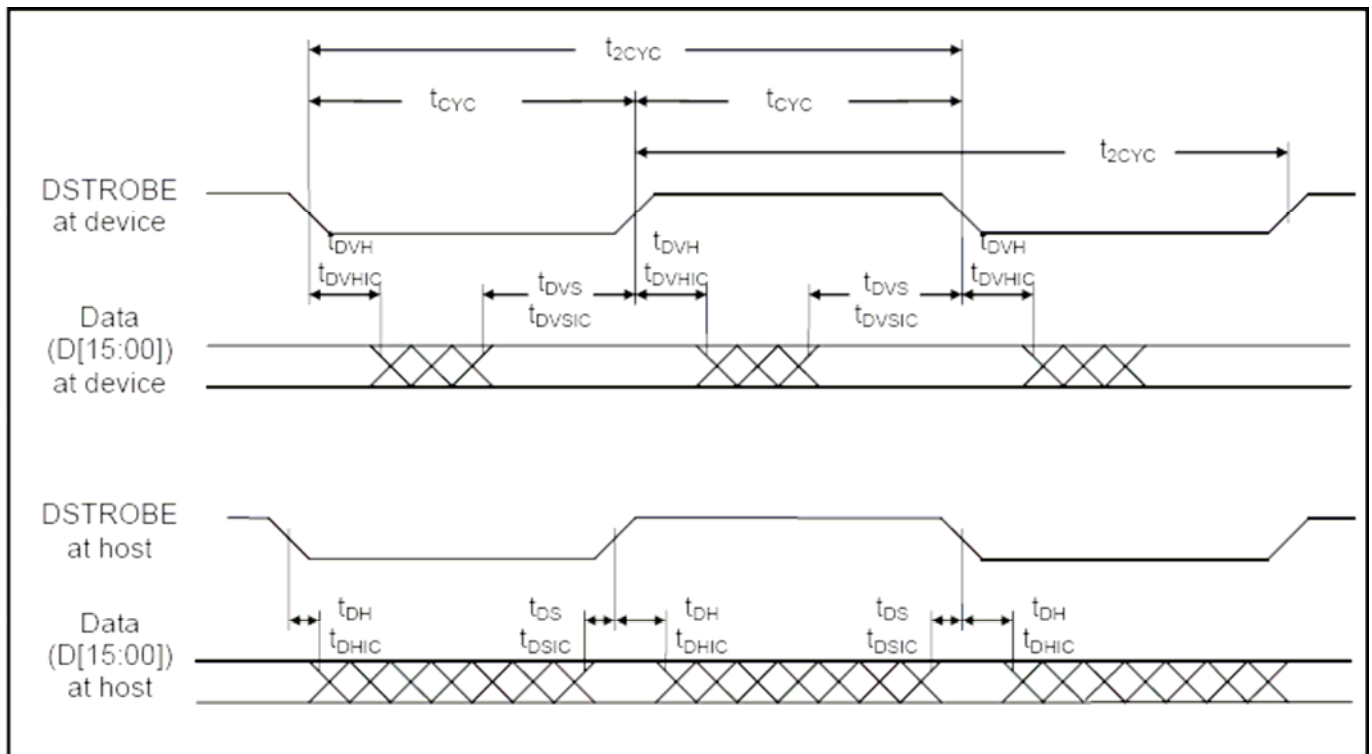 t2CYC
tCYC
tCYC
t2CYC
DSTROBE
at device
tDVH
tDVHIC
tDVS
tDVSIC
tDVH
tDVHIC
tDVS
tDVSIC
tDVH
tDVHIC
Data
(D[15:00])
at device
DSTROBE
at host
tDH
tDHIC
tDS
tDSIC
tDH
tDHIC
tDS
tDSIC
tDH
tDHIC
Data
(D[15:00])
at host